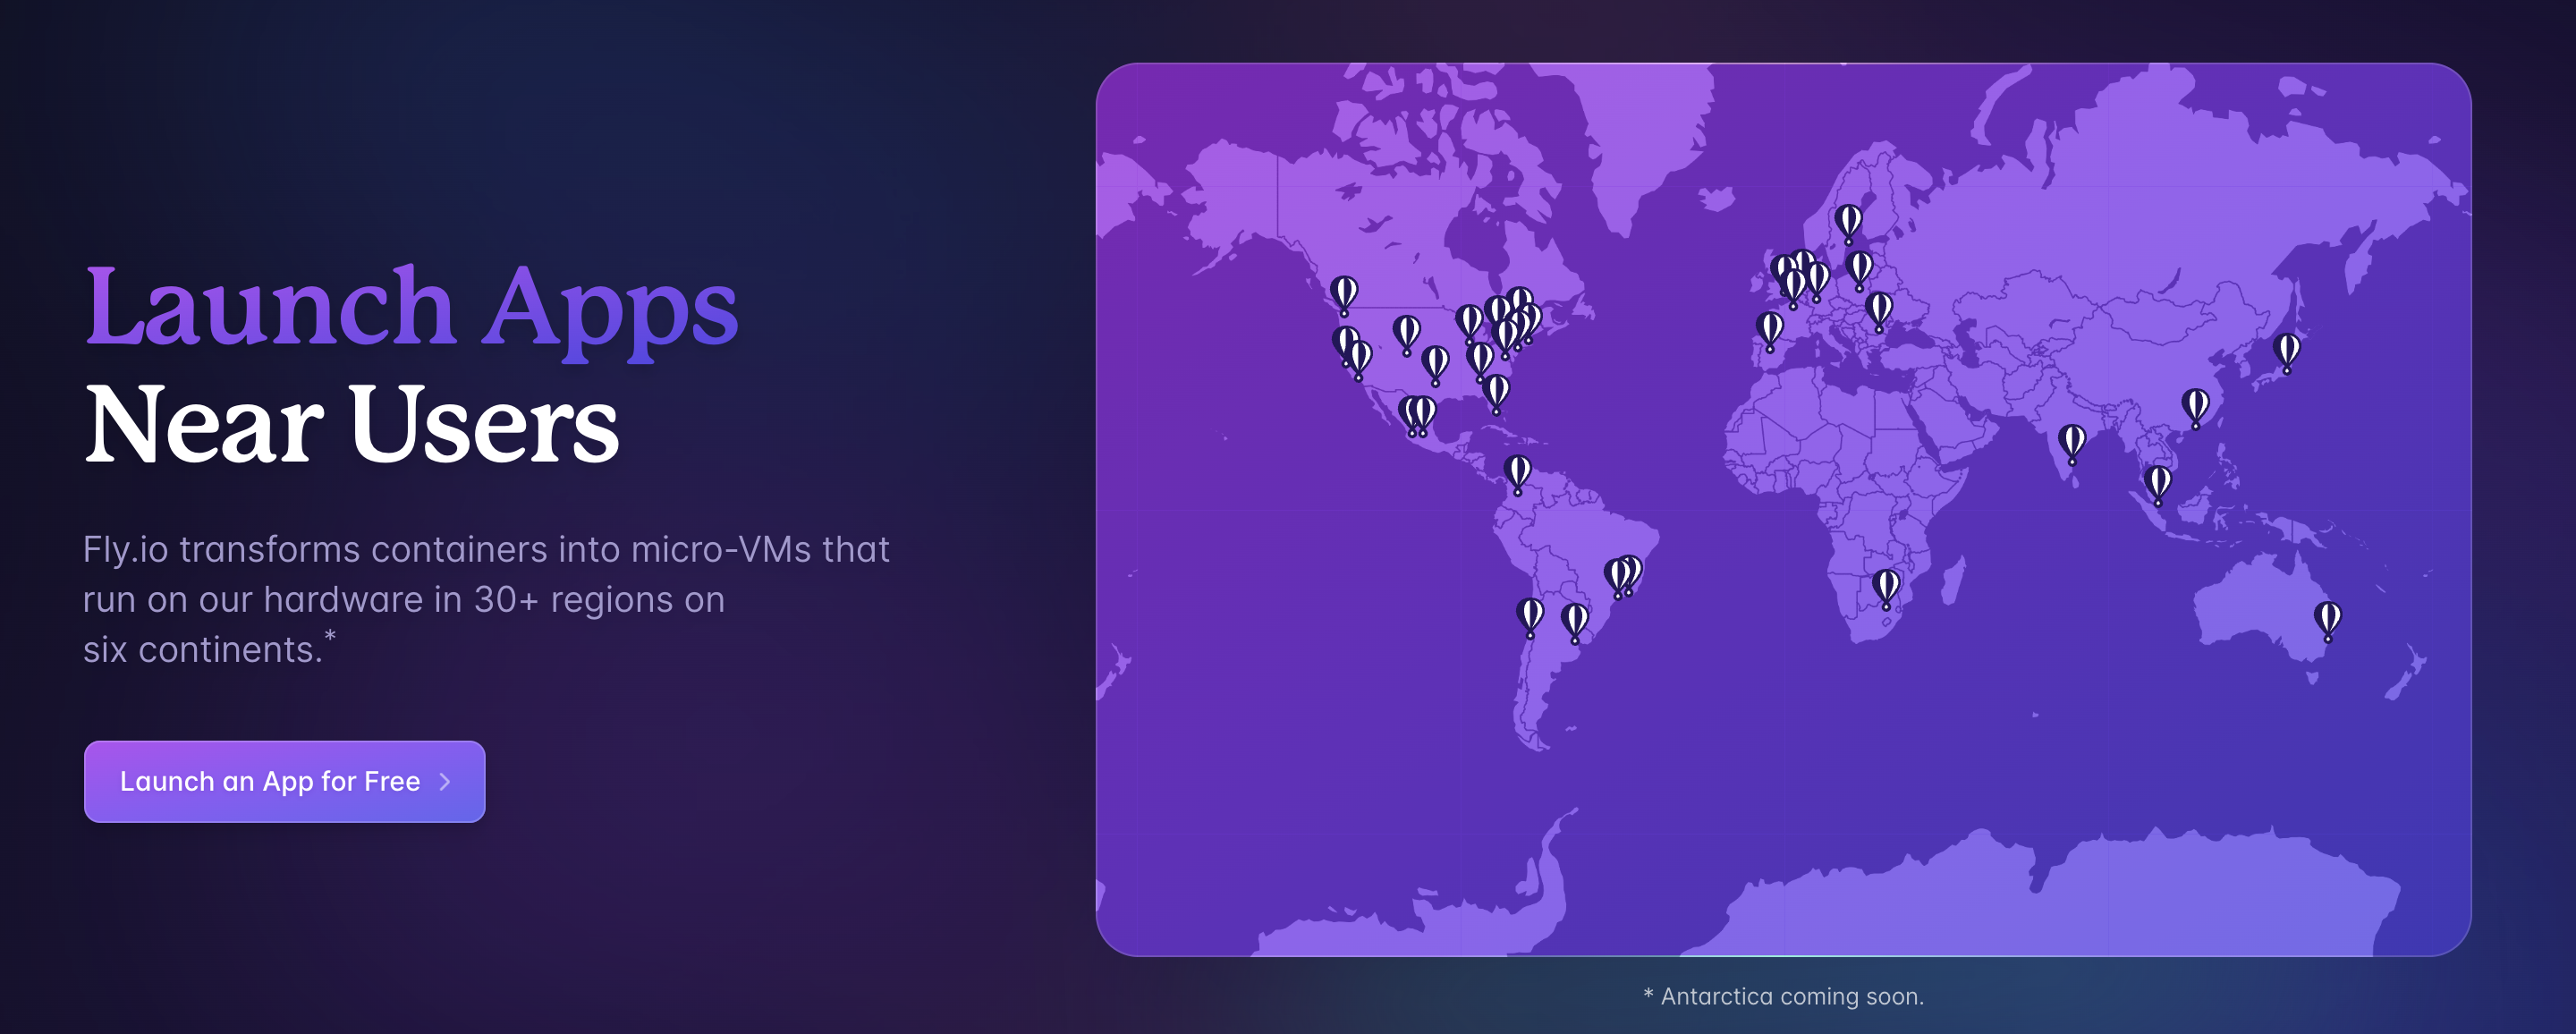 Launch Apps
Near Users
Fly.io transforms containers into micro-VMs that
run on our hardware in 30+ regions on
six continents.*
Launch an App for Free
* Antarctica coming soon.